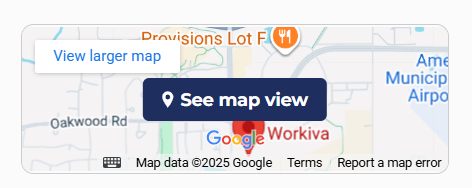 Provisions Lot F
View larger map
Ame
Municip
Airpo
See map view
Oakwood Rd
Google
Workiva
Map data ©2025 Google
Terms
Report a map error